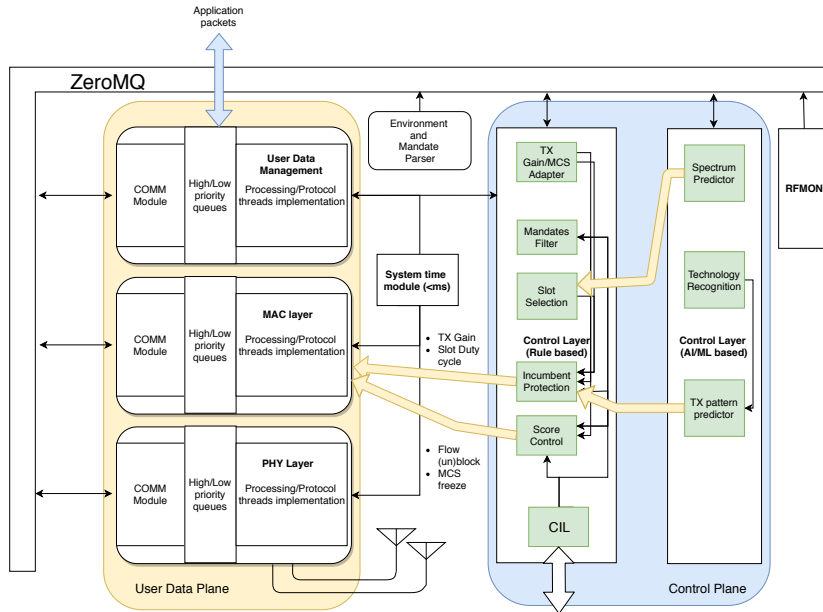 Application
packets
ZeroMQ
Environment
and
Mandate
Parser
User Data
Management
COMM
Module
High/Low
priority
queues
Processing/Protocol
threads implementation
System time
module (<ms)
MAC layer
COMM
Module
High/Low
priority
queues
Processing/Protocol
threads implementation
• TX Gain
• Slot Duty
cycle
PHY Layer
COMM
Module
High/Low
priority
queues
Processing/Protocol
threads implementation
• Flow
(un)block
• MCS
freeze
User Data Plane
TX
Gain/MCS
Adapter
Mandates
Filter
Slot
Selection
Control Layer
(Rule based)
Incumbent
Protection
Score
Control
CIL
Spectrum
Predictor
Technology
Recognition
Control Layer
(AI/ML based)
TX pattern
predictor
RFMON
Control Plane